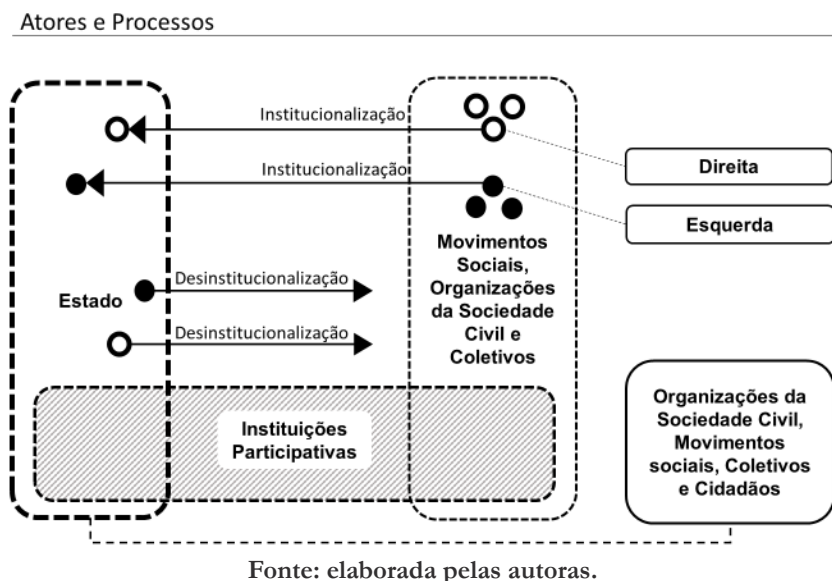 Atores e Processos
Institucionalização
Institucionalização
Direita
Esquerda
Movimentos
Sociais,
Organizações
da Sociedade
Civil e
Coletivos
Estado
Desinstitucionalização
Desinstitucionalização
Instituições
Participativas
Organizações da
Sociedade Civil,
Movimentos
sociais, Coletivos
e Cidadãos
Fonte: elaborada pelas autoras.